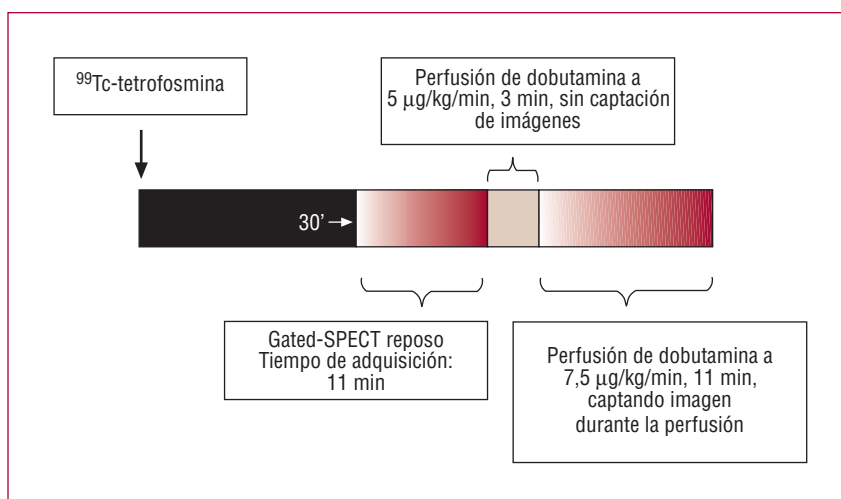 ⁹⁹Tc-tetrofosmina
Perfusión de dobutamina a
5 μg/kg/min, 3 min, sin captación
de imágenes
30’
Gated-SPECT reposo
Tiempo de adquisición:
11 min
Perfusión de dobutamina a
7,5 μg/kg/min, 11 min,
captando imagen
durante la perfusión